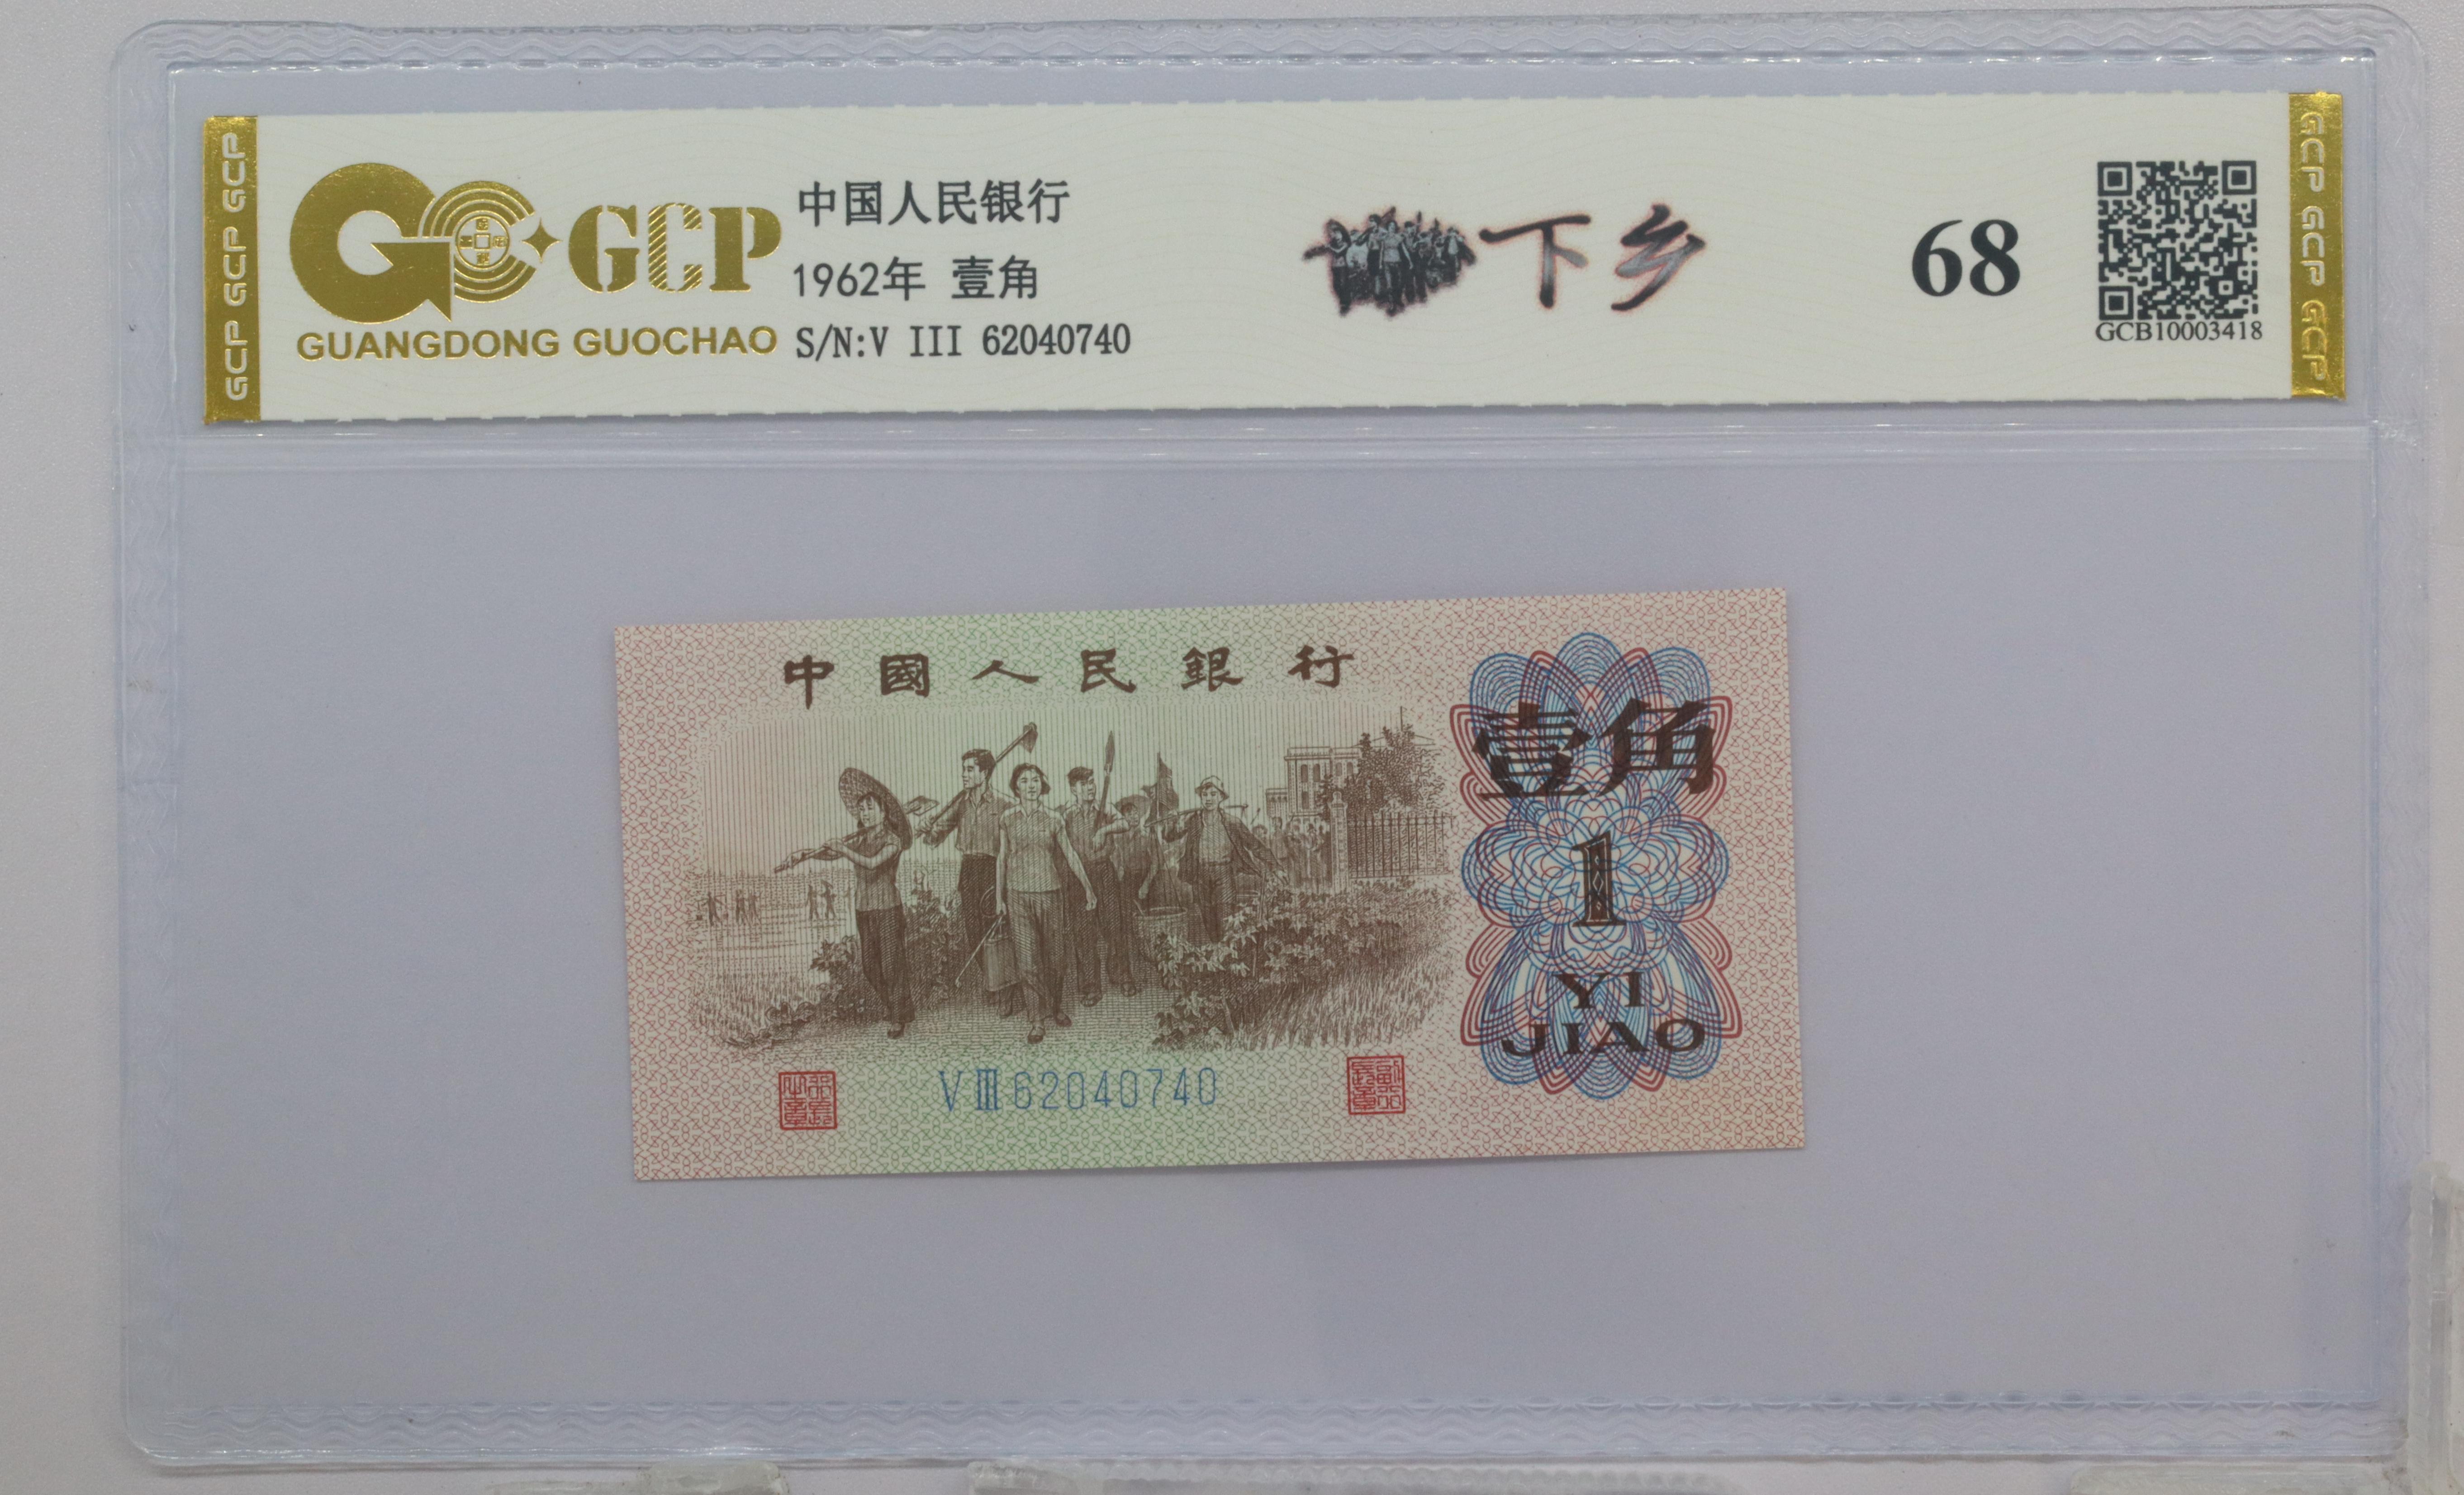 GCP GCP GCP
GCP
GUANGDONG GUOCHAO
中国人民银行
1962年 壹角
S/N:V III 62040740
下乡
68
GCB10003418
GCP GCP GCP
中國人民銀行
壹角
1
YI
JIAO
VⅢ62040740